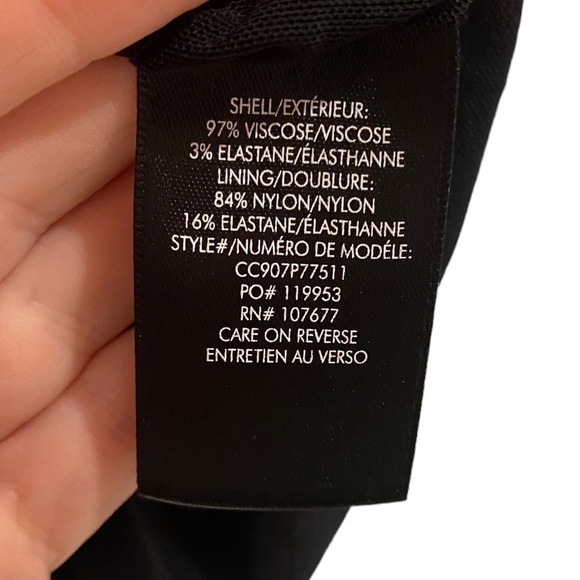 SHELL/EXTÉRIEUR:
97% VISCOSE/VISCOSE
3% ELASTANE/ÉLASTHANNE
LINING/DOUBLURE:
84% NYLON/NYLON
16% ELASTANE/ÉLASTHANNE
STYLE#/NUMÉRO DE MODÉLE:
CC907P77511
PO# 119953
RN# 107677
CARE ON REVERSE
ENTRETIEN AU VERSO